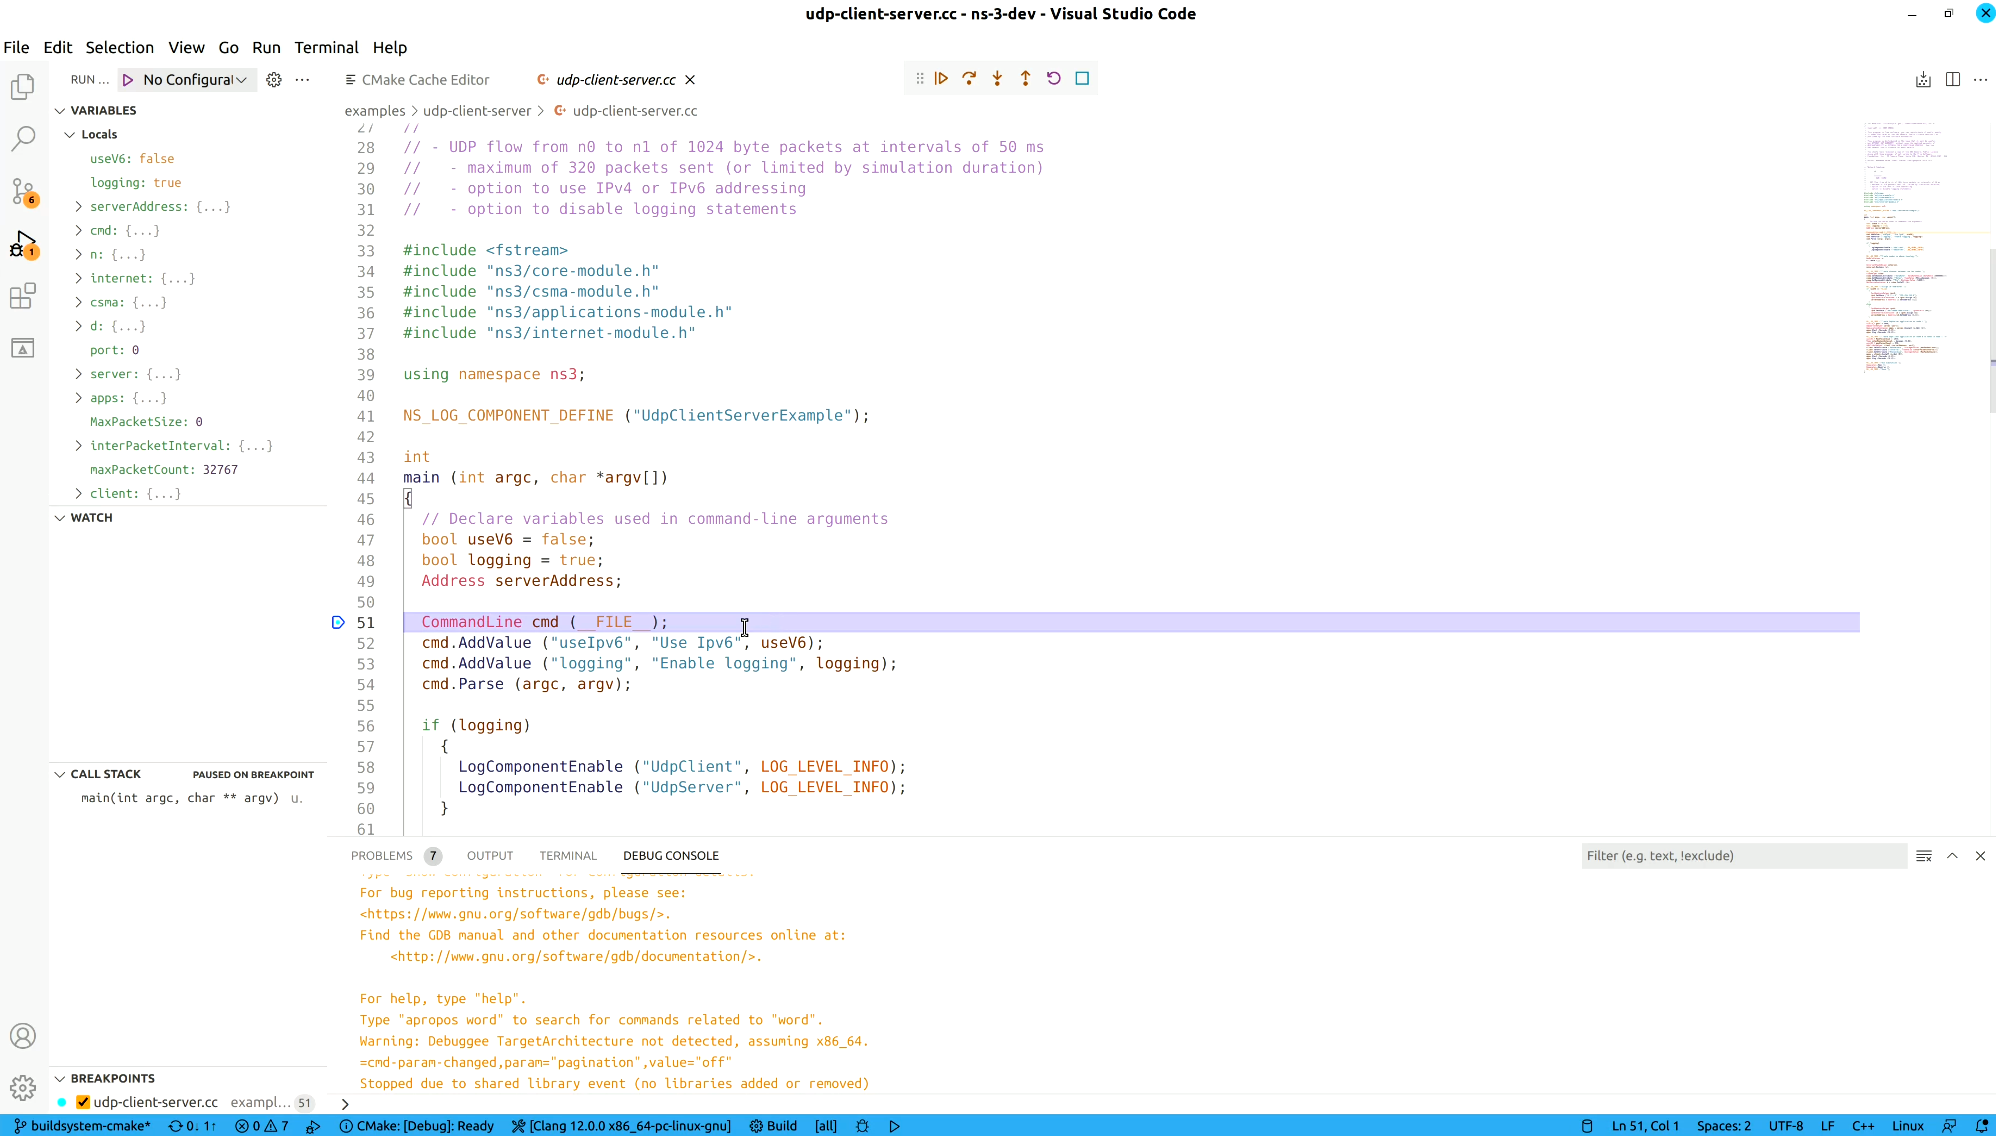 udp-client-server.cc - ns-3-dev - Visual Studio Code
File Edit Selection View Go Run Terminal Help
RUN ... No Configurat
CMake Cache Editor udp-client-server.cc
VARIABLES
Locals
useV6: false
logging: true
serverAddress: {...}
cmd: {...}
n: {...}
internet: {...}
csma: {...}
d: {...}
port: 0
server: {...}
apps: {...}
MaxPacketSize: 0
interPacketInterval: {...}
maxPacketCount: 32767
client: {...}
WATCH
CALL STACK PAUSED ON BREAKPOINT
main(int argc, char ** argv) u.
BREAKPOINTS
udp-client-server.cc exampl... 51
6
1
examples > udp-client-server > udp-client-server.cc
27 //
28 // - UDP flow from n0 to n1 of 1024 byte packets at intervals of 50 ms
29 //   - maximum of 320 packets sent (or limited by simulation duration)
30 //   - option to use IPv4 or IPv6 addressing
31 //   - option to disable logging statements
32
33 #include <fstream>
34 #include "ns3/core-module.h"
35 #include "ns3/csma-module.h"
36 #include "ns3/applications-module.h"
37 #include "ns3/internet-module.h"
38
39 using namespace ns3;
40
41 NS_LOG_COMPONENT_DEFINE ("UdpClientServerExample");
42
43 int
44 main (int argc, char *argv[])
45 {
46   // Declare variables used in command-line arguments
47   bool useV6 = false;
48   bool logging = true;
49   Address serverAddress;
50
51   CommandLine cmd (__FILE__);
52   cmd.AddValue ("useIpv6", "Use Ipv6", useV6);
53   cmd.AddValue ("logging", "Enable logging", logging);
54   cmd.Parse (argc, argv);
55
56   if (logging)
57     {
58       LogComponentEnable ("UdpClient", LOG_LEVEL_INFO);
59       LogComponentEnable ("UdpServer", LOG_LEVEL_INFO);
60     }
61
PROBLEMS 7 OUTPUT TERMINAL DEBUG CONSOLE Filter (e.g. text, !exclude)
For bug reporting instructions, please see:
<https://www.gnu.org/software/gdb/bugs/>.
Find the GDB manual and other documentation resources online at:
<http://www.gnu.org/software/gdb/documentation/>.
For help, type "help".
Type "apropos word" to search for commands related to "word".
Warning: Debuggee TargetArchitecture not detected, assuming x86_64.
=cmd-param-changed,param="pagination",value="off"
Stopped due to shared library event (no libraries added or removed)
>
buildsystem-cmake* 0↓ 1↑ 0 7 CMake: [Debug]: Ready [Clang 12.0.0 x86_64-pc-linux-gnu] Build [all] Ln 51, Col 1 Spaces: 2 UTF-8 LF C++ Linux